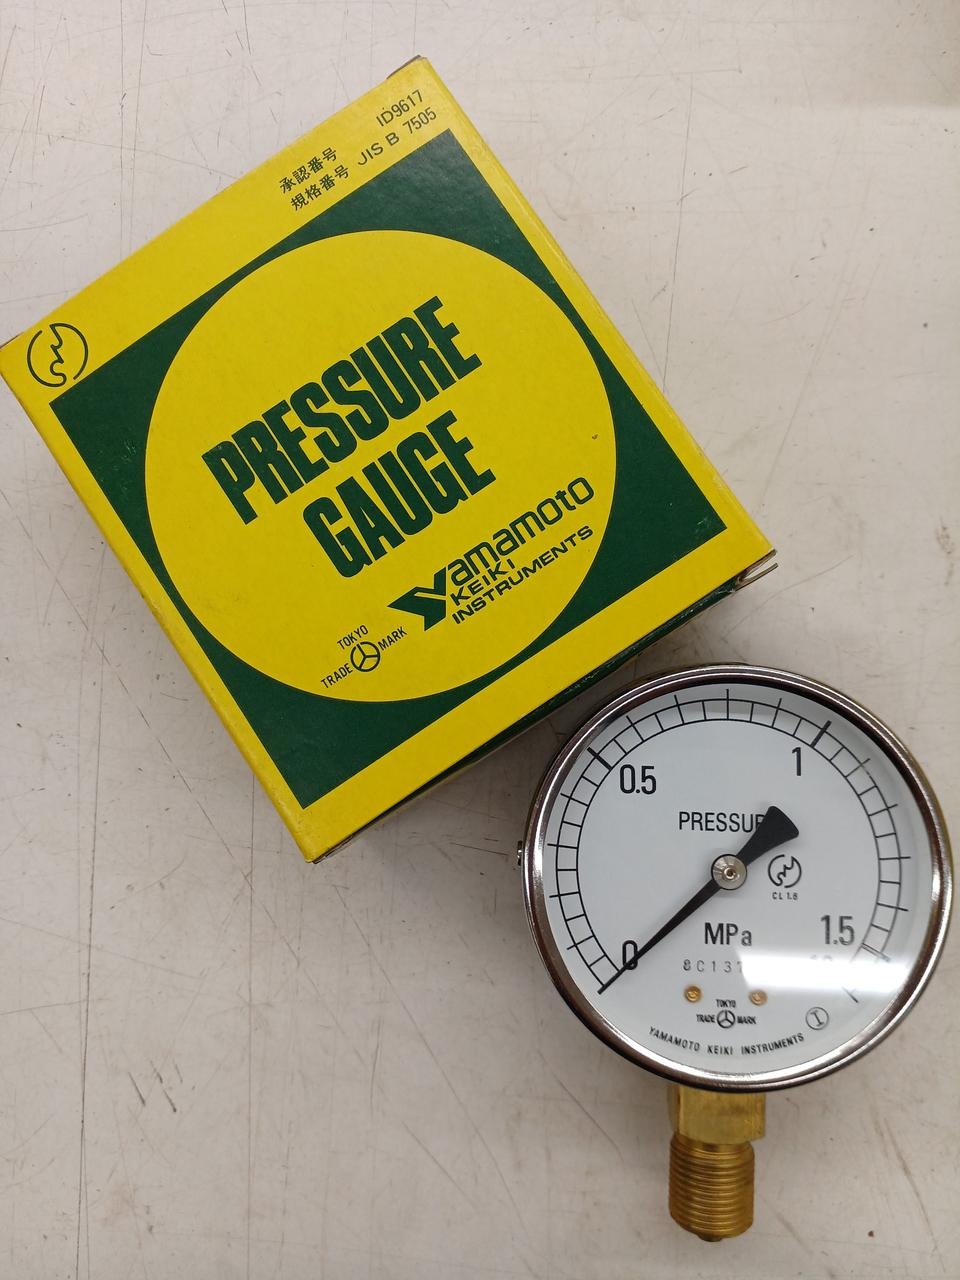 承認番号 ID9617
規格番号 JIS B 7505
PRESSURE
GAUGE
Yamamoto
KEIKI
INSTRUMENTS
TOKYO
TRADE MARK
0
0.5
1
1.5
CL 1.6
MPa
TOKYO
TRADE MARK
YAMAMOTO KEIKI INSTRUMENTS
I